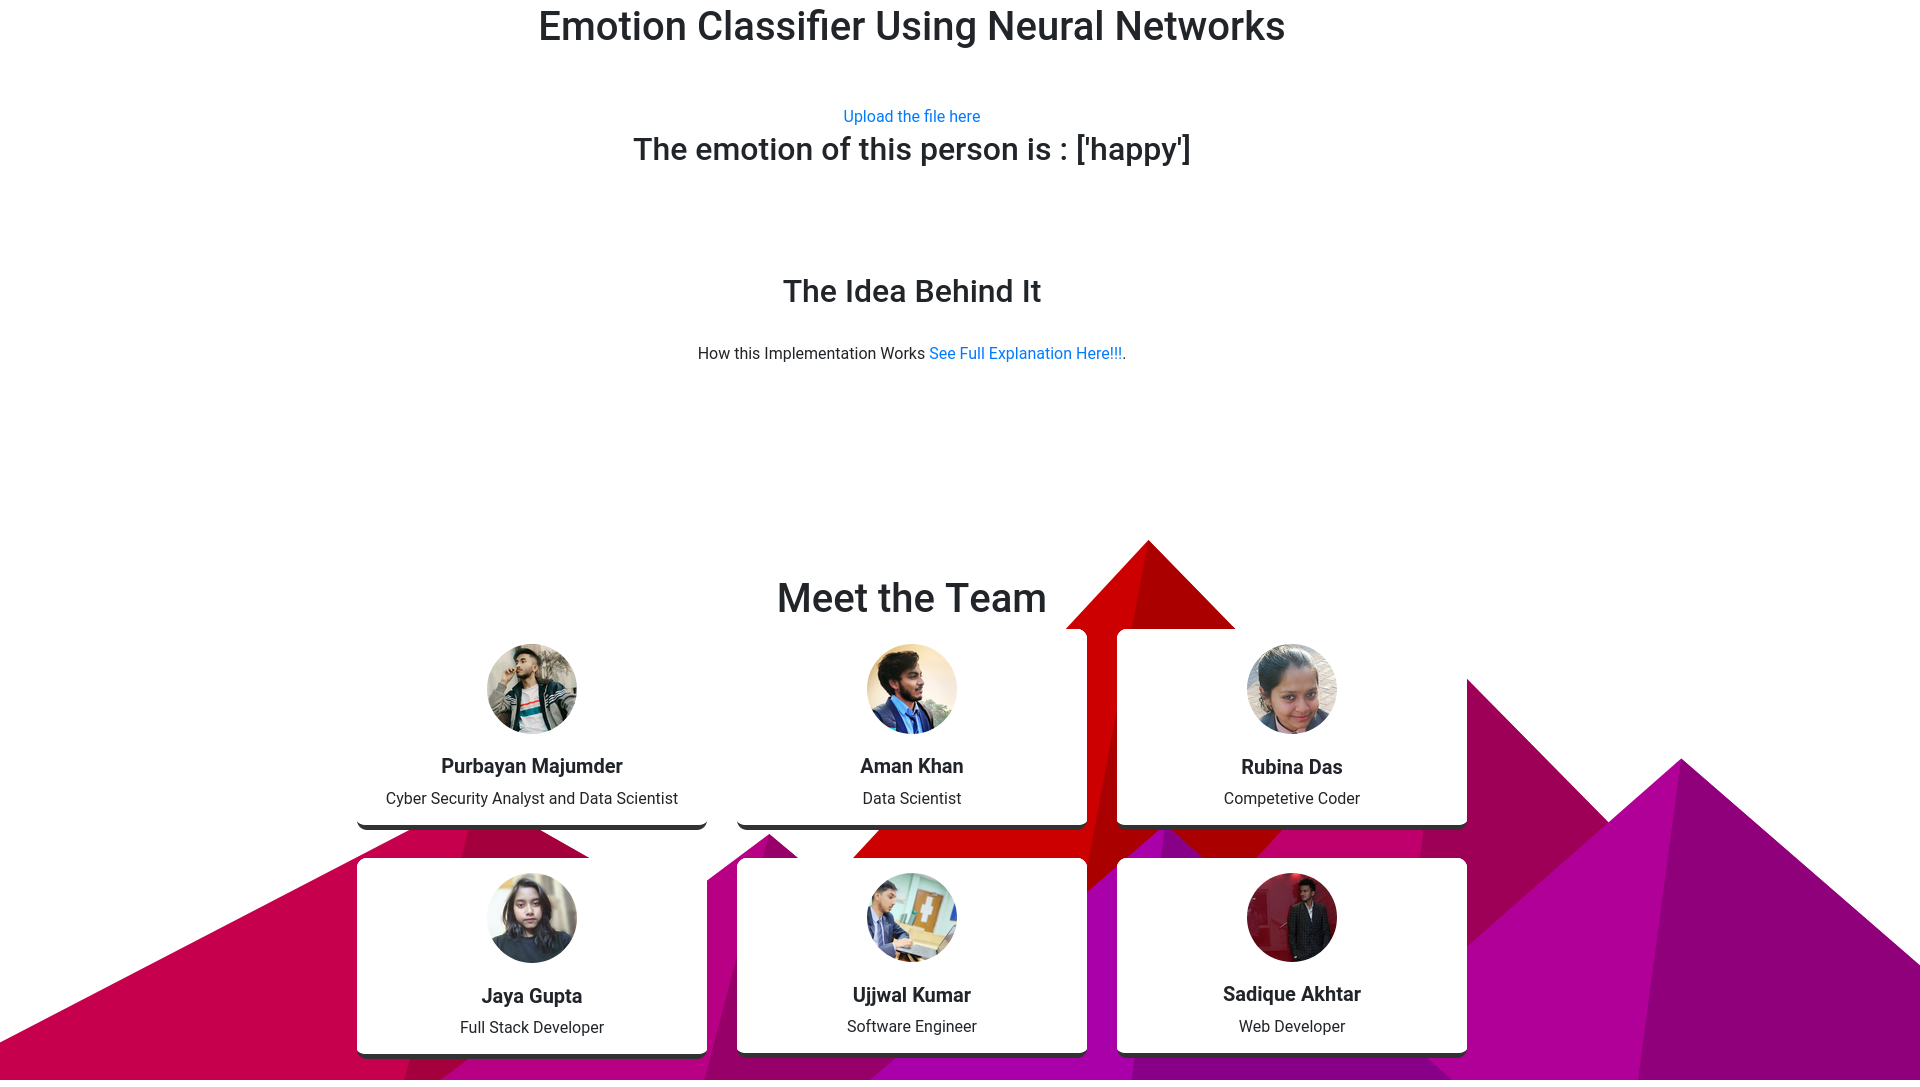 Emotion Classifier Using Neural Networks
Upload the file here
The emotion of this person is : ['happy']
The Idea Behind It
How this Implementation Works See Full Explanation Here!!!.
Meet the Team
Purbayan Majumder
Cyber Security Analyst and Data Scientist
Aman Khan
Data Scientist
Rubina Das
Competetive Coder
Jaya Gupta
Full Stack Developer
Ujjwal Kumar
Software Engineer
Sadique Akhtar
Web Developer